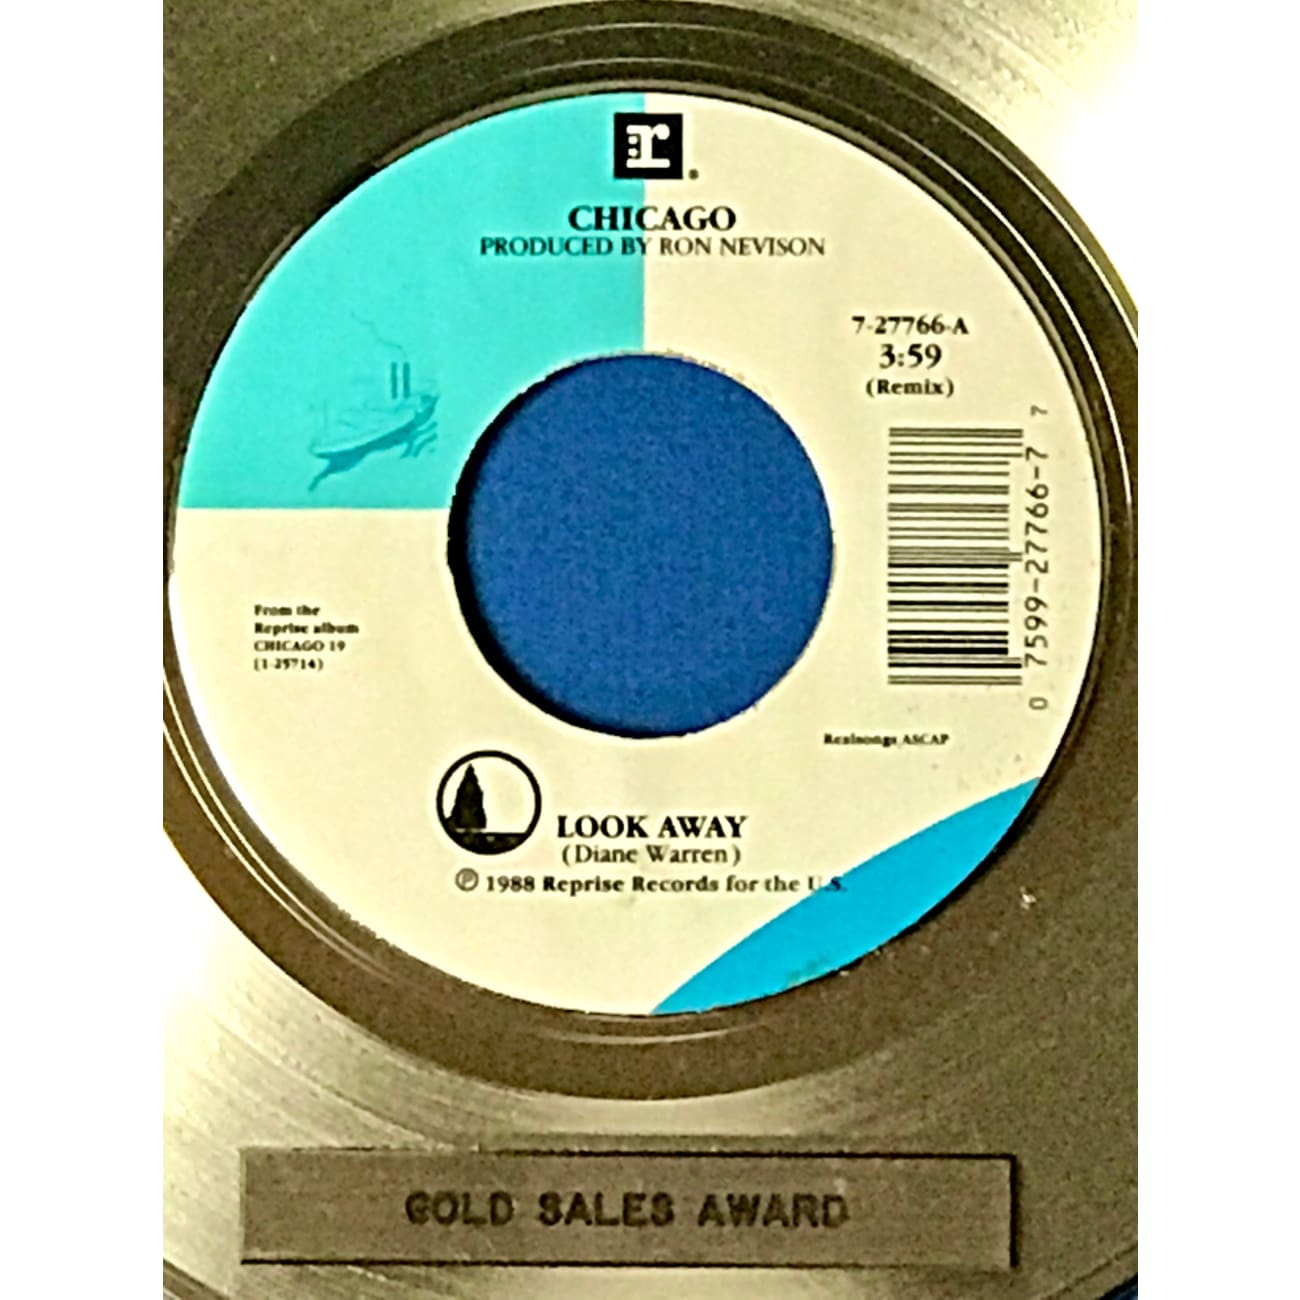 r
CHICAGO
PRODUCED BY RON NEVISON
7-27766-A
3:59
(Remix)
0 7599-27766-7 7
From the
Reprise album
CHICAGO 19
(1-25714)
Realsongs ASCAP
LOOK AWAY
(Diane Warren)
℗ 1988 Reprise Records for the U.S.
GOLD SALES AWARD